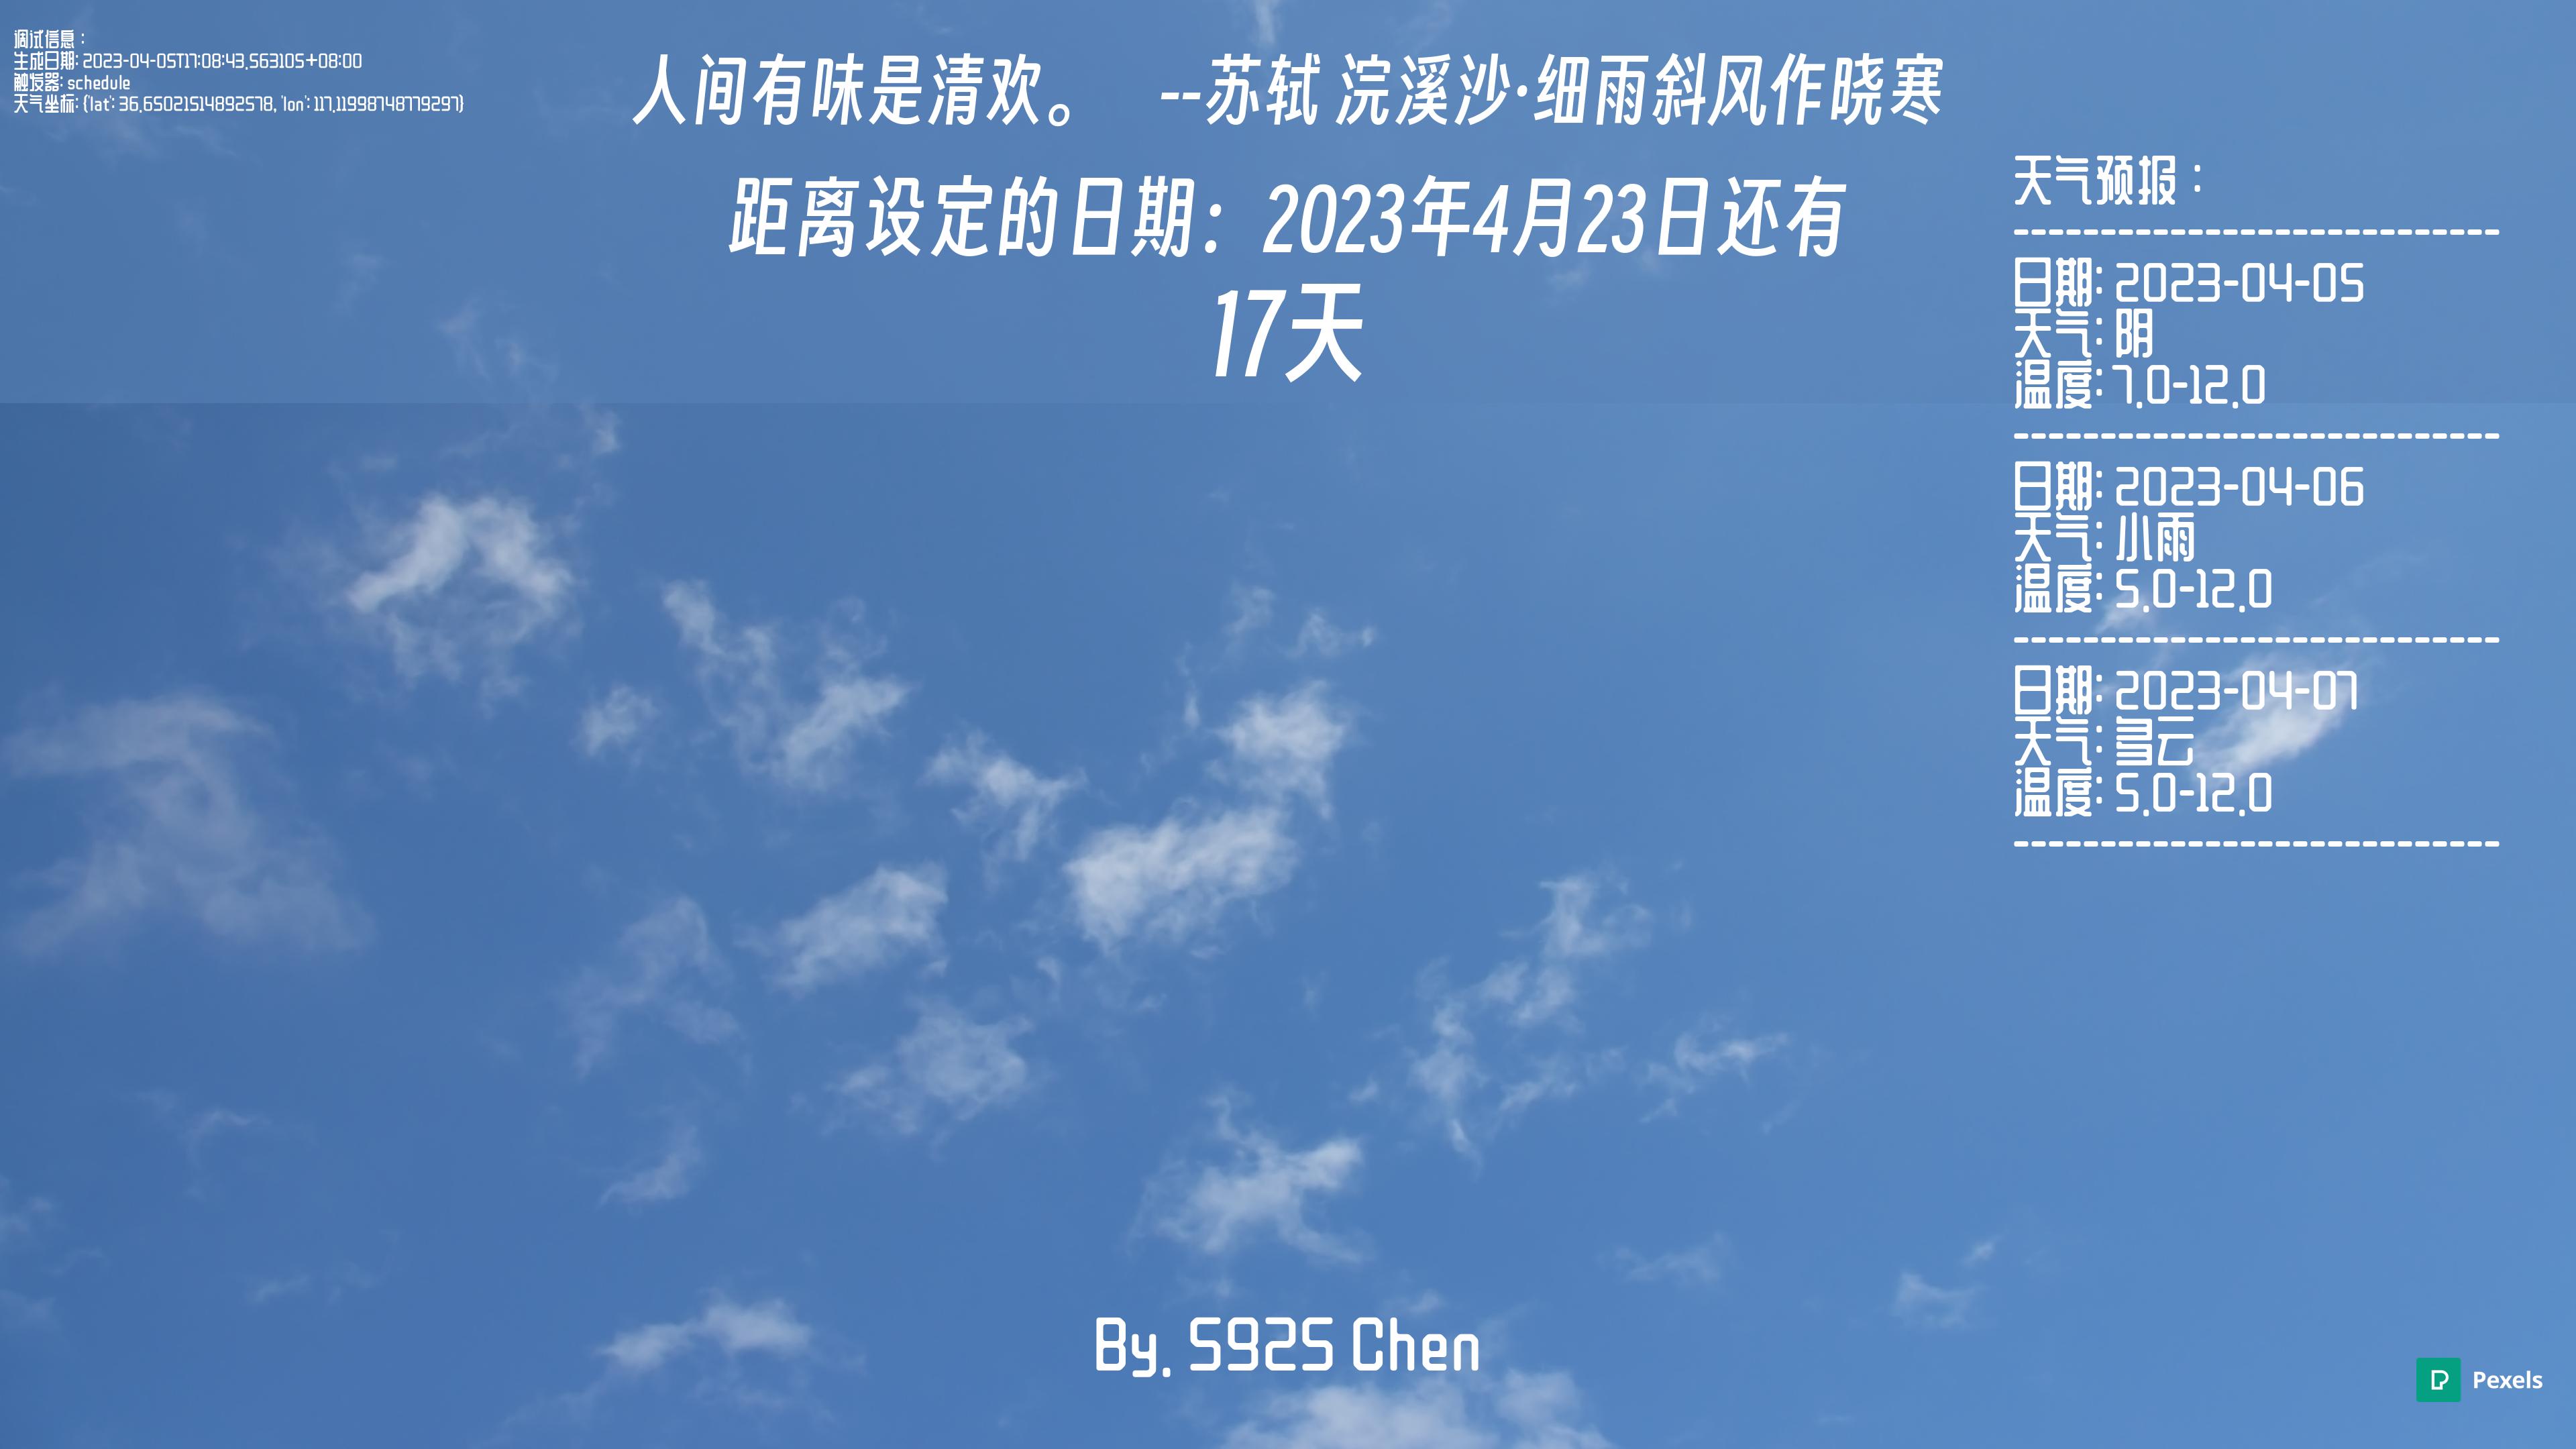 调试信息：
生成日期: 2023-04-05T17:08:43.563105+08:00
触发器: schedule
天气坐标: {'lat': 36.65021514892578, 'lon': 117.11998748779297}
人间有味是清欢。 --苏轼 浣溪沙·细雨斜风作晓寒
距离设定的日期：2023年4月23日还有
17天
天气预报：
----------------------------
日期: 2023-04-05
天气: 阴
温度: 7.0-12.0
----------------------------
日期: 2023-04-06
天气: 小雨
温度: 5.0-12.0
----------------------------
日期: 2023-04-07
天气: 多云
温度: 5.0-12.0
----------------------------
By. S925 Chen
Pexels